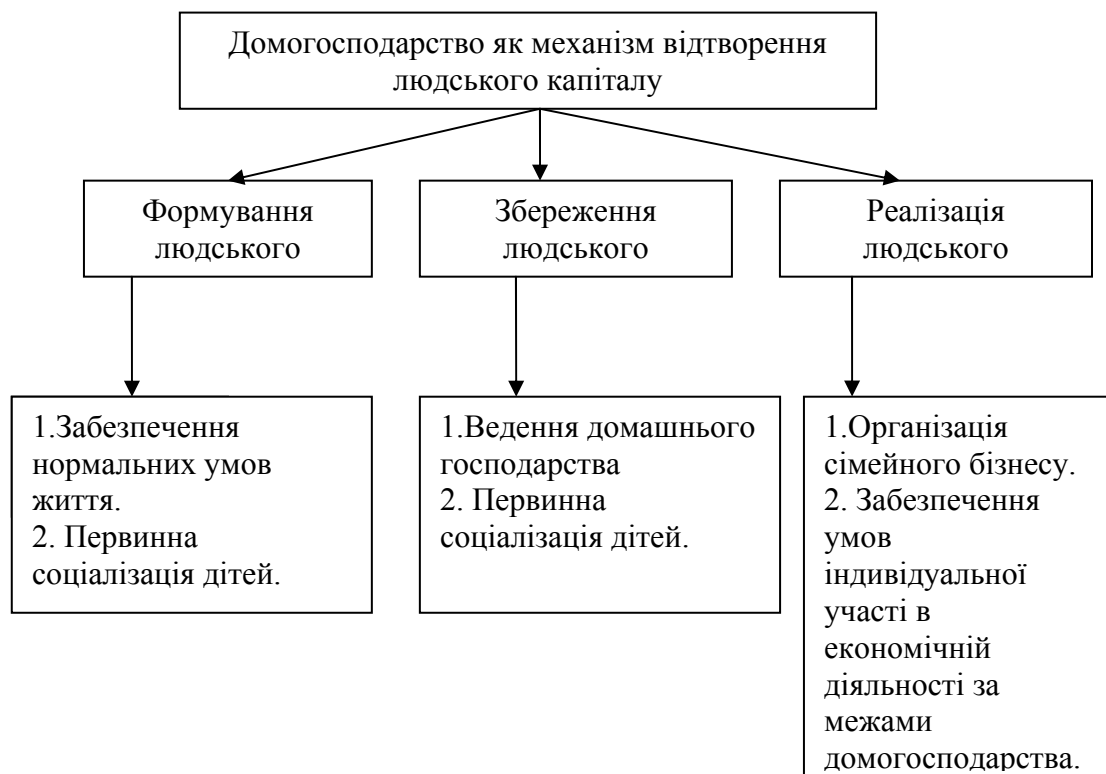 Домогосподарство як механізм відтворення
людського капіталу
Формування
людського
Збереження
людського
Реалізація
людського
1.Забезпечення
нормальних умов
життя.
2. Первинна
соціалізація дітей.
1.Ведення домашнього
господарства
2. Первинна
соціалізація дітей.
1.Організація
сімейного бізнесу.
2. Забезпечення
умов
індивідуальної
участі в
економічній
діяльності за
межами
домогосподарства.